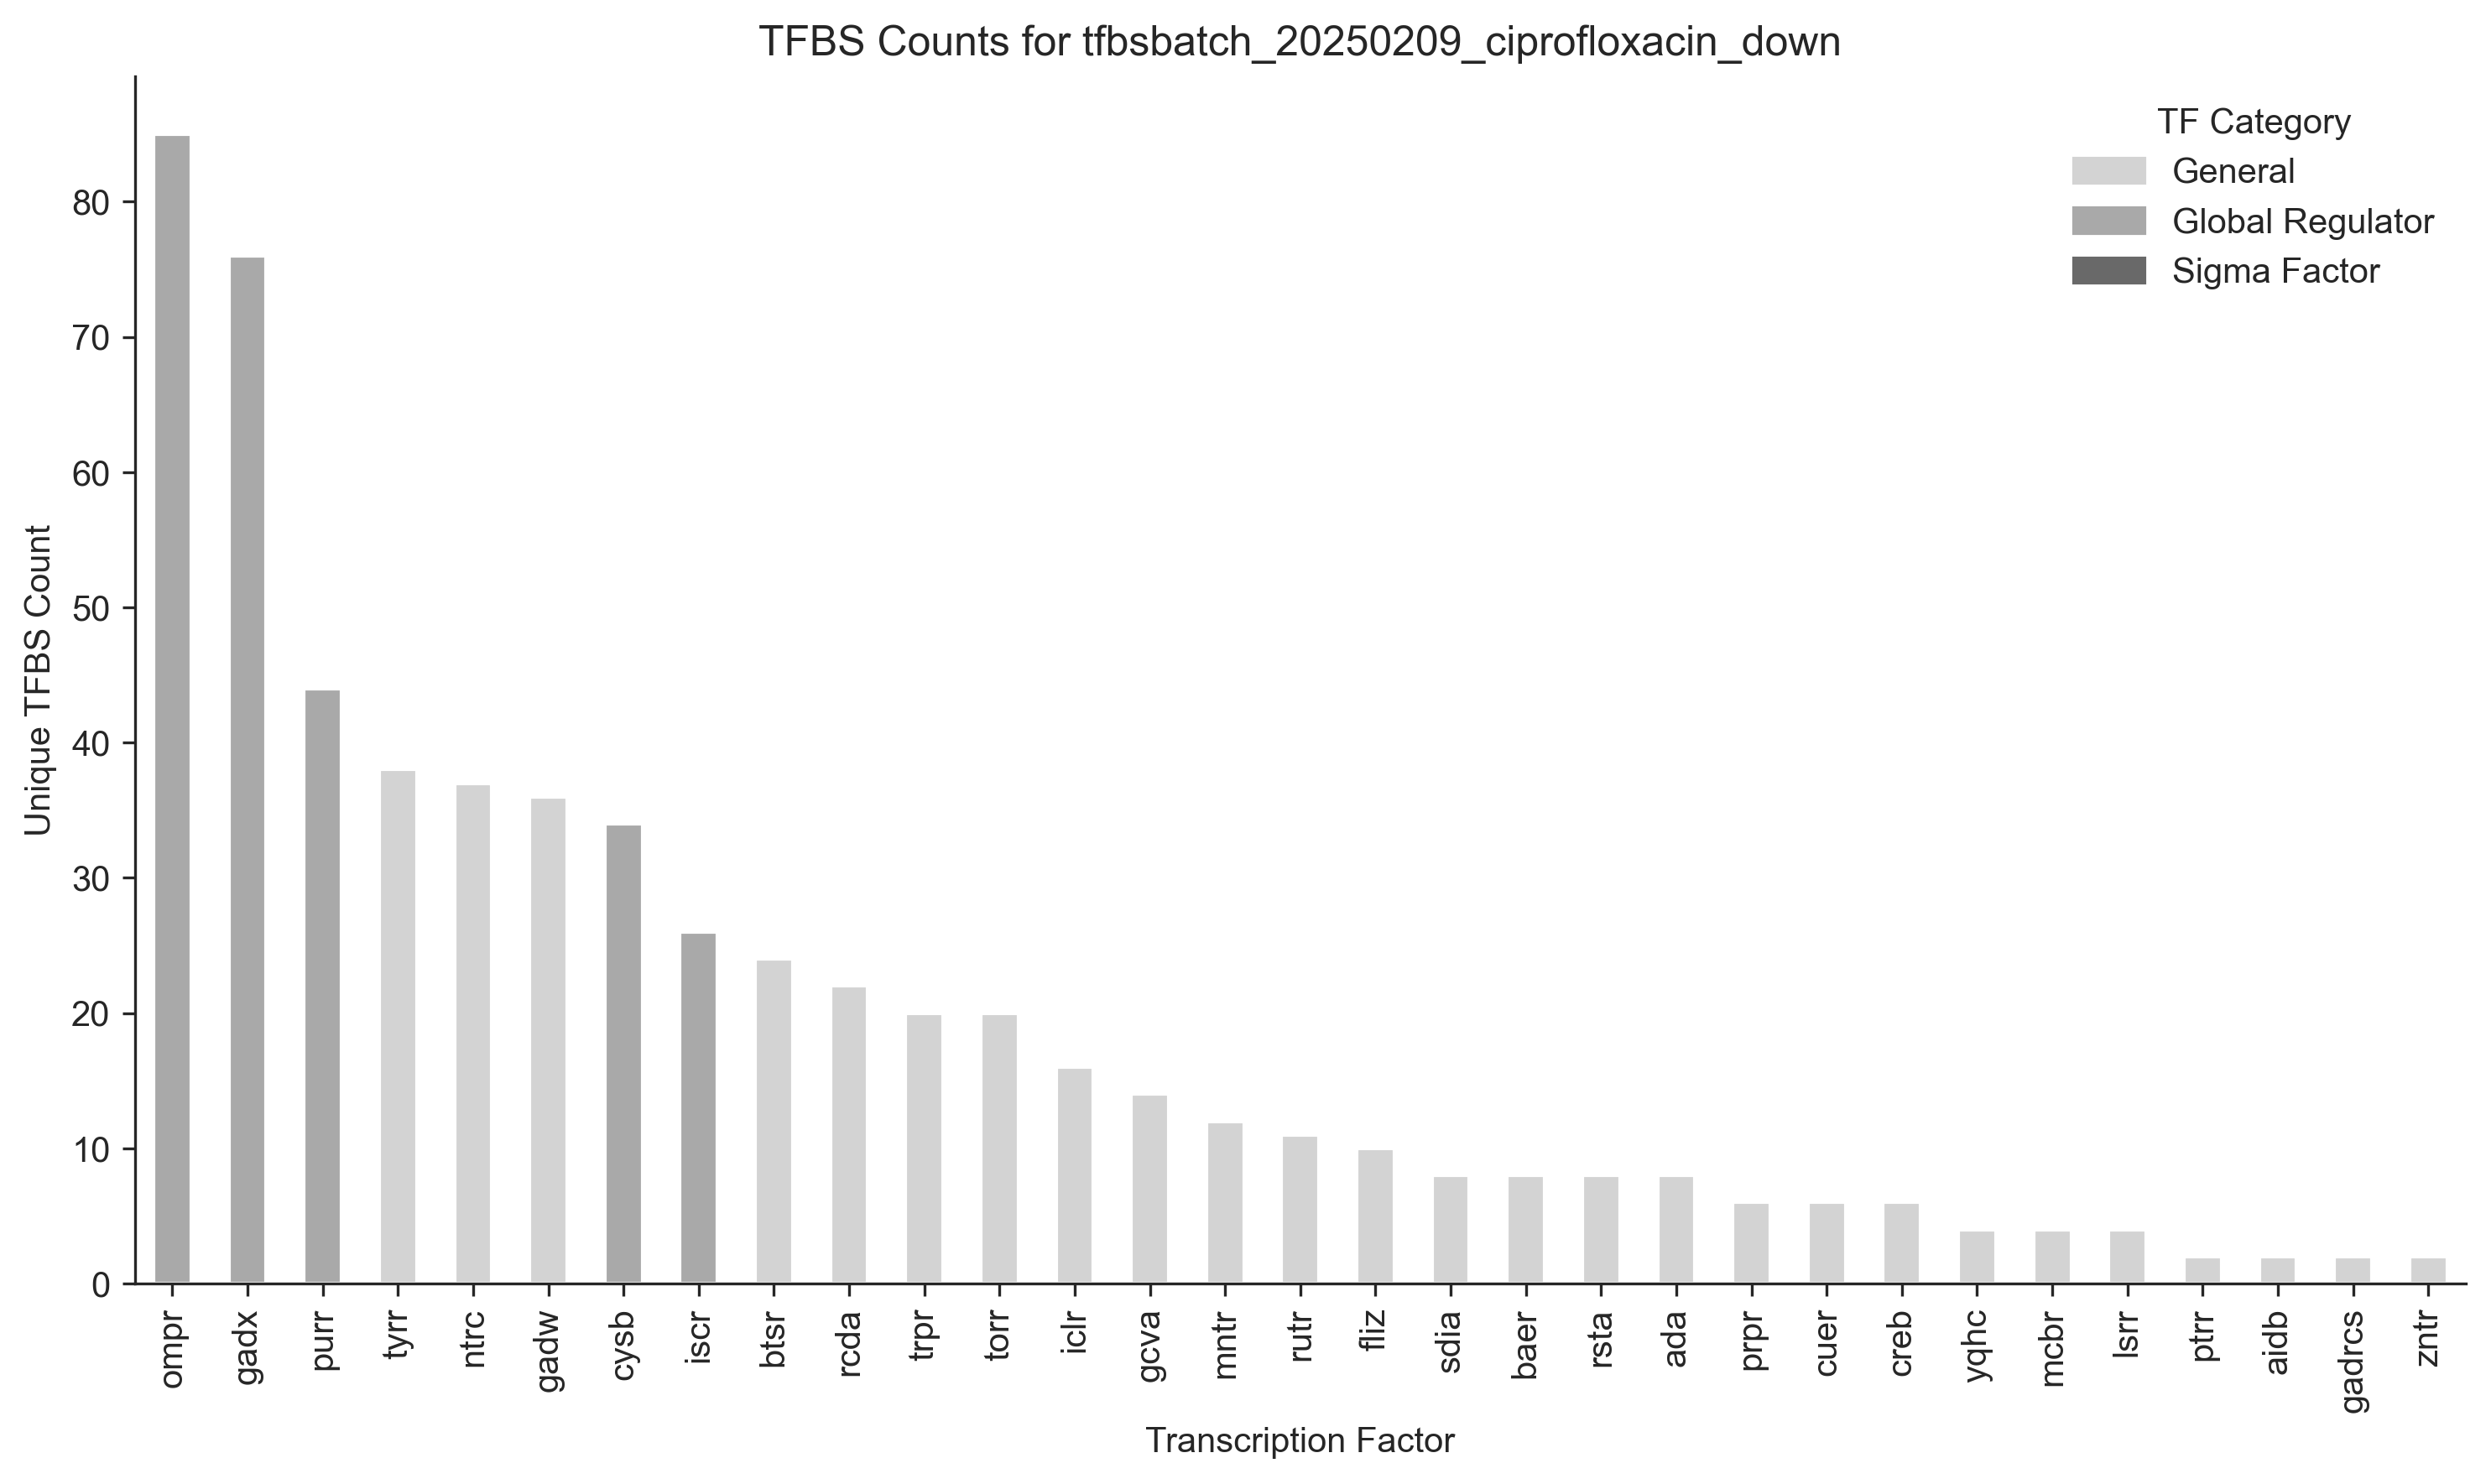 TFBS Counts for tfbsbatch_20250209_ciprofloxacin_down
TF Category
General
Global Regulator
Sigma Factor
Unique TFBS Count
80
70
60
50
40
30
20
10
0
ompr
gadx
purr
tyrr
ntrc
gadw
cysb
iscr
btsr
rcda
trpr
torr
iclr
gcva
mntr
rutr
fliz
sdia
baer
rsta
ada
prpr
cuer
creb
yqhc
mcbr
lsrr
ptrr
aidb
gadrcs
zntr
Transcription Factor